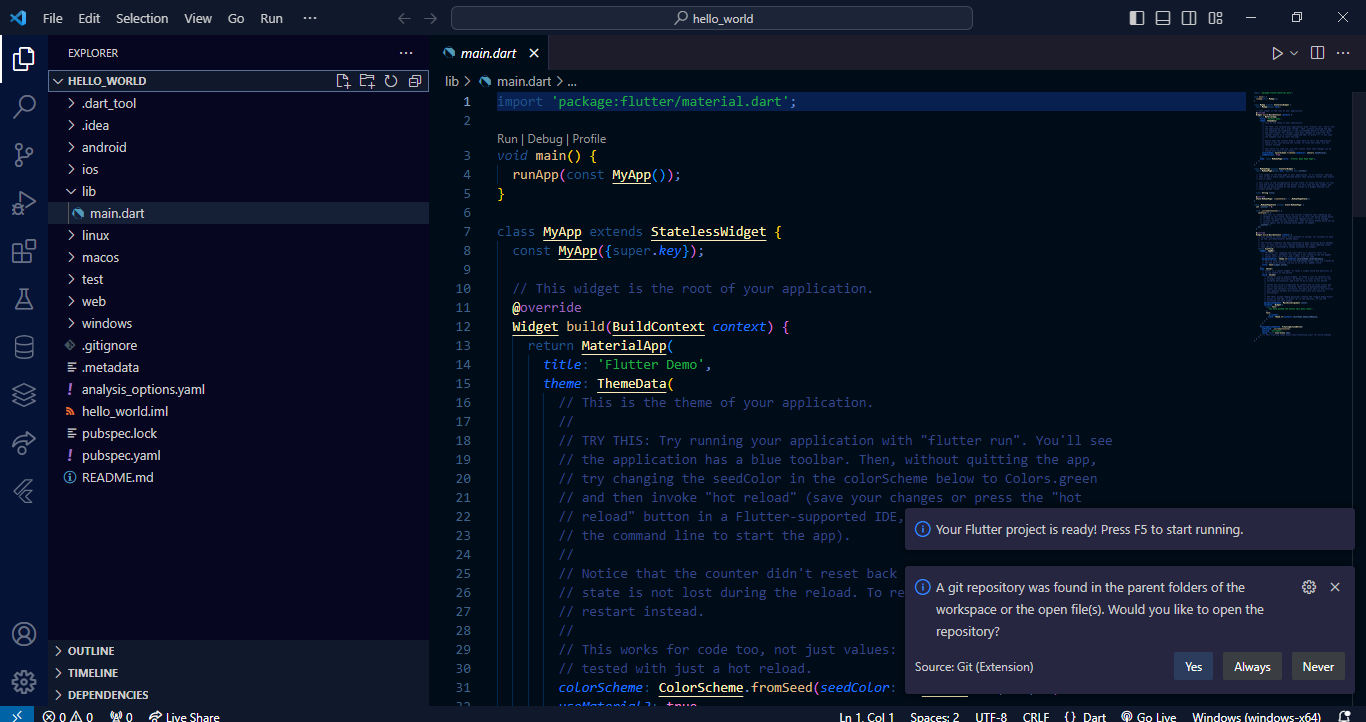 File Edit Selection View Go Run ··· hello_world
EXPLORER ···
HELLO_WORLD
.dart_tool
.idea
android
ios
lib
main.dart
linux
macos
test
web
windows
.gitignore
.metadata
! analysis_options.yaml
hello_world.iml
pubspec.lock
! pubspec.yaml
README.md
OUTLINE
TIMELINE
DEPENDENCIES
main.dart
lib > main.dart > ...
1 import 'package:flutter/material.dart';
2
Run | Debug | Profile
3 void main() {
4 runApp(const MyApp());
5 }
6
7 class MyApp extends StatelessWidget {
8 const MyApp({super.key});
9
10 // This widget is the root of your application.
11 @override
12 Widget build(BuildContext context) {
13 return MaterialApp(
14 title: 'Flutter Demo',
15 theme: ThemeData(
16 // This is the theme of your application.
17 //
18 // TRY THIS: Try running your application with "flutter run". You'll see
19 // the application has a blue toolbar. Then, without quitting the app,
20 // try changing the seedColor in the colorScheme below to Colors.green
21 // and then invoke "hot reload" (save your changes or press the "hot
22 // reload" button in a Flutter-supported IDE,
23 // the command line to start the app).
24 //
25 // Notice that the counter didn't reset back
26 // state is not lost during the reload. To re
27 // restart instead.
28 //
29 // This works for code too, not just values:
30 // tested with just a hot reload.
31 colorScheme: ColorScheme.fromSeed(seedColor:
Your Flutter project is ready! Press F5 to start running.
A git repository was found in the parent folders of the
workspace or the open file(s). Would you like to open the
repository?
Source: Git (Extension) Yes Always Never
0 0 0 Live Share Ln 1, Col 1 Spaces: 2 UTF-8 CRLF {} Dart Go Live Windows (windows-x64)